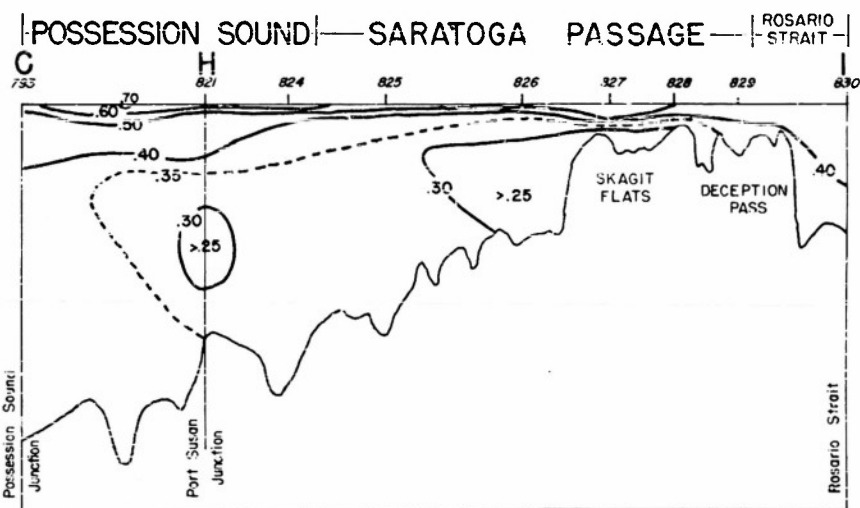 POSSESSION SOUND SARATOGA PASSAGE ROSARIO STRAIT
C H I
793 821 824 825 826 327 828 829 830
.70
.60
.50
.40
.35
.30
>.25
.30
>.25
.40
SKAGIT FLATS
DECEPTION PASS
Possession Sound Junction
Port Susan Junction
Rosario Strait